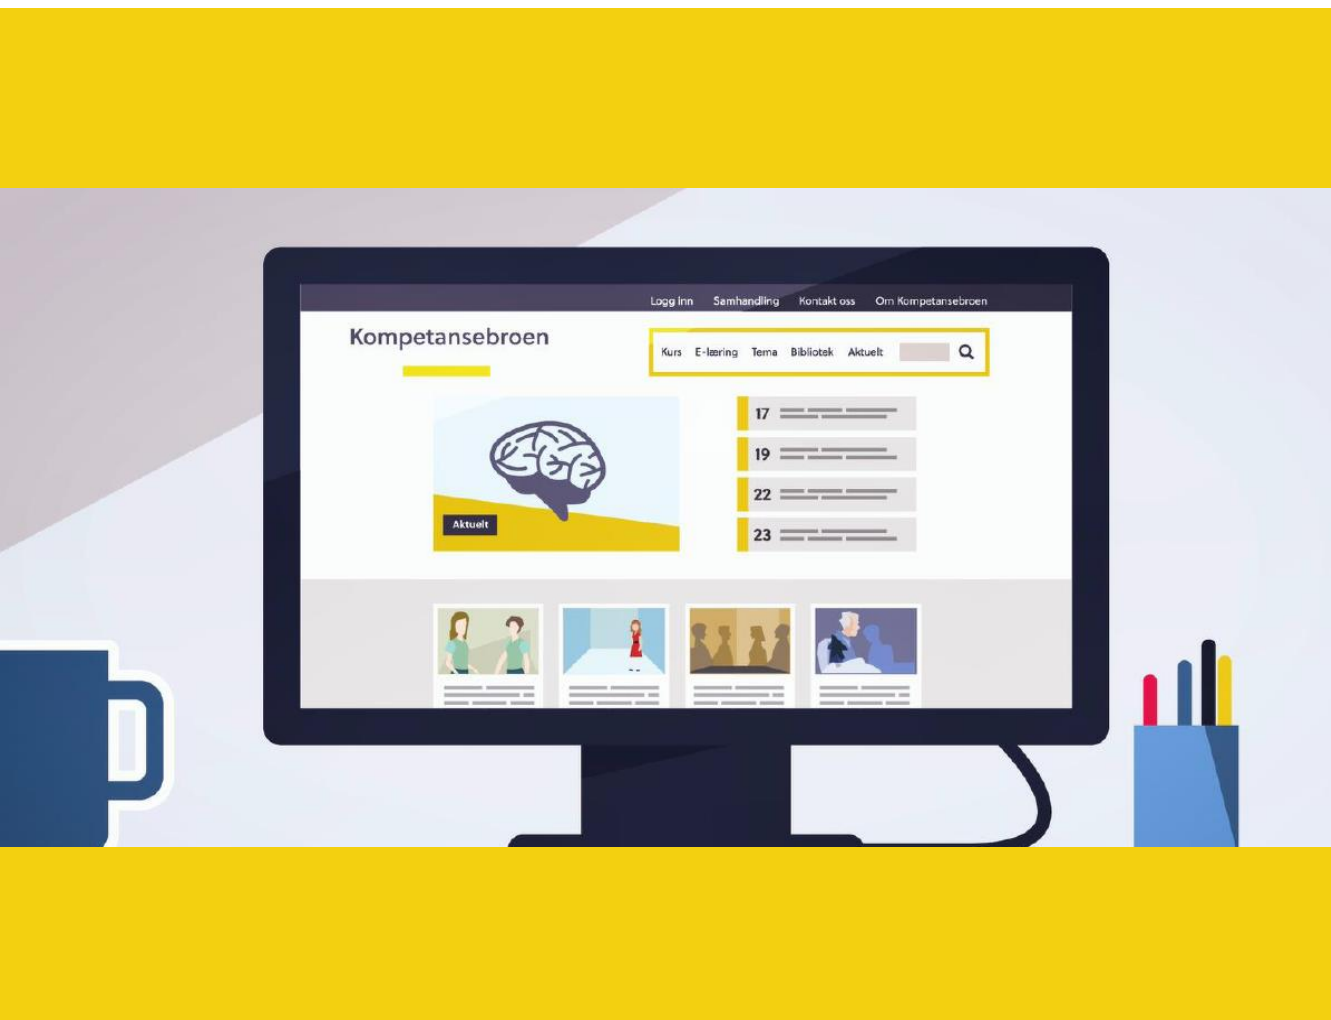 Logg inn Samhandling Kontakt oss Om Kompetansebroen
Kompetansebroen
Kurs E-læring Tema Bibliotek Aktuelt
17
19
22
Aktuelt
23